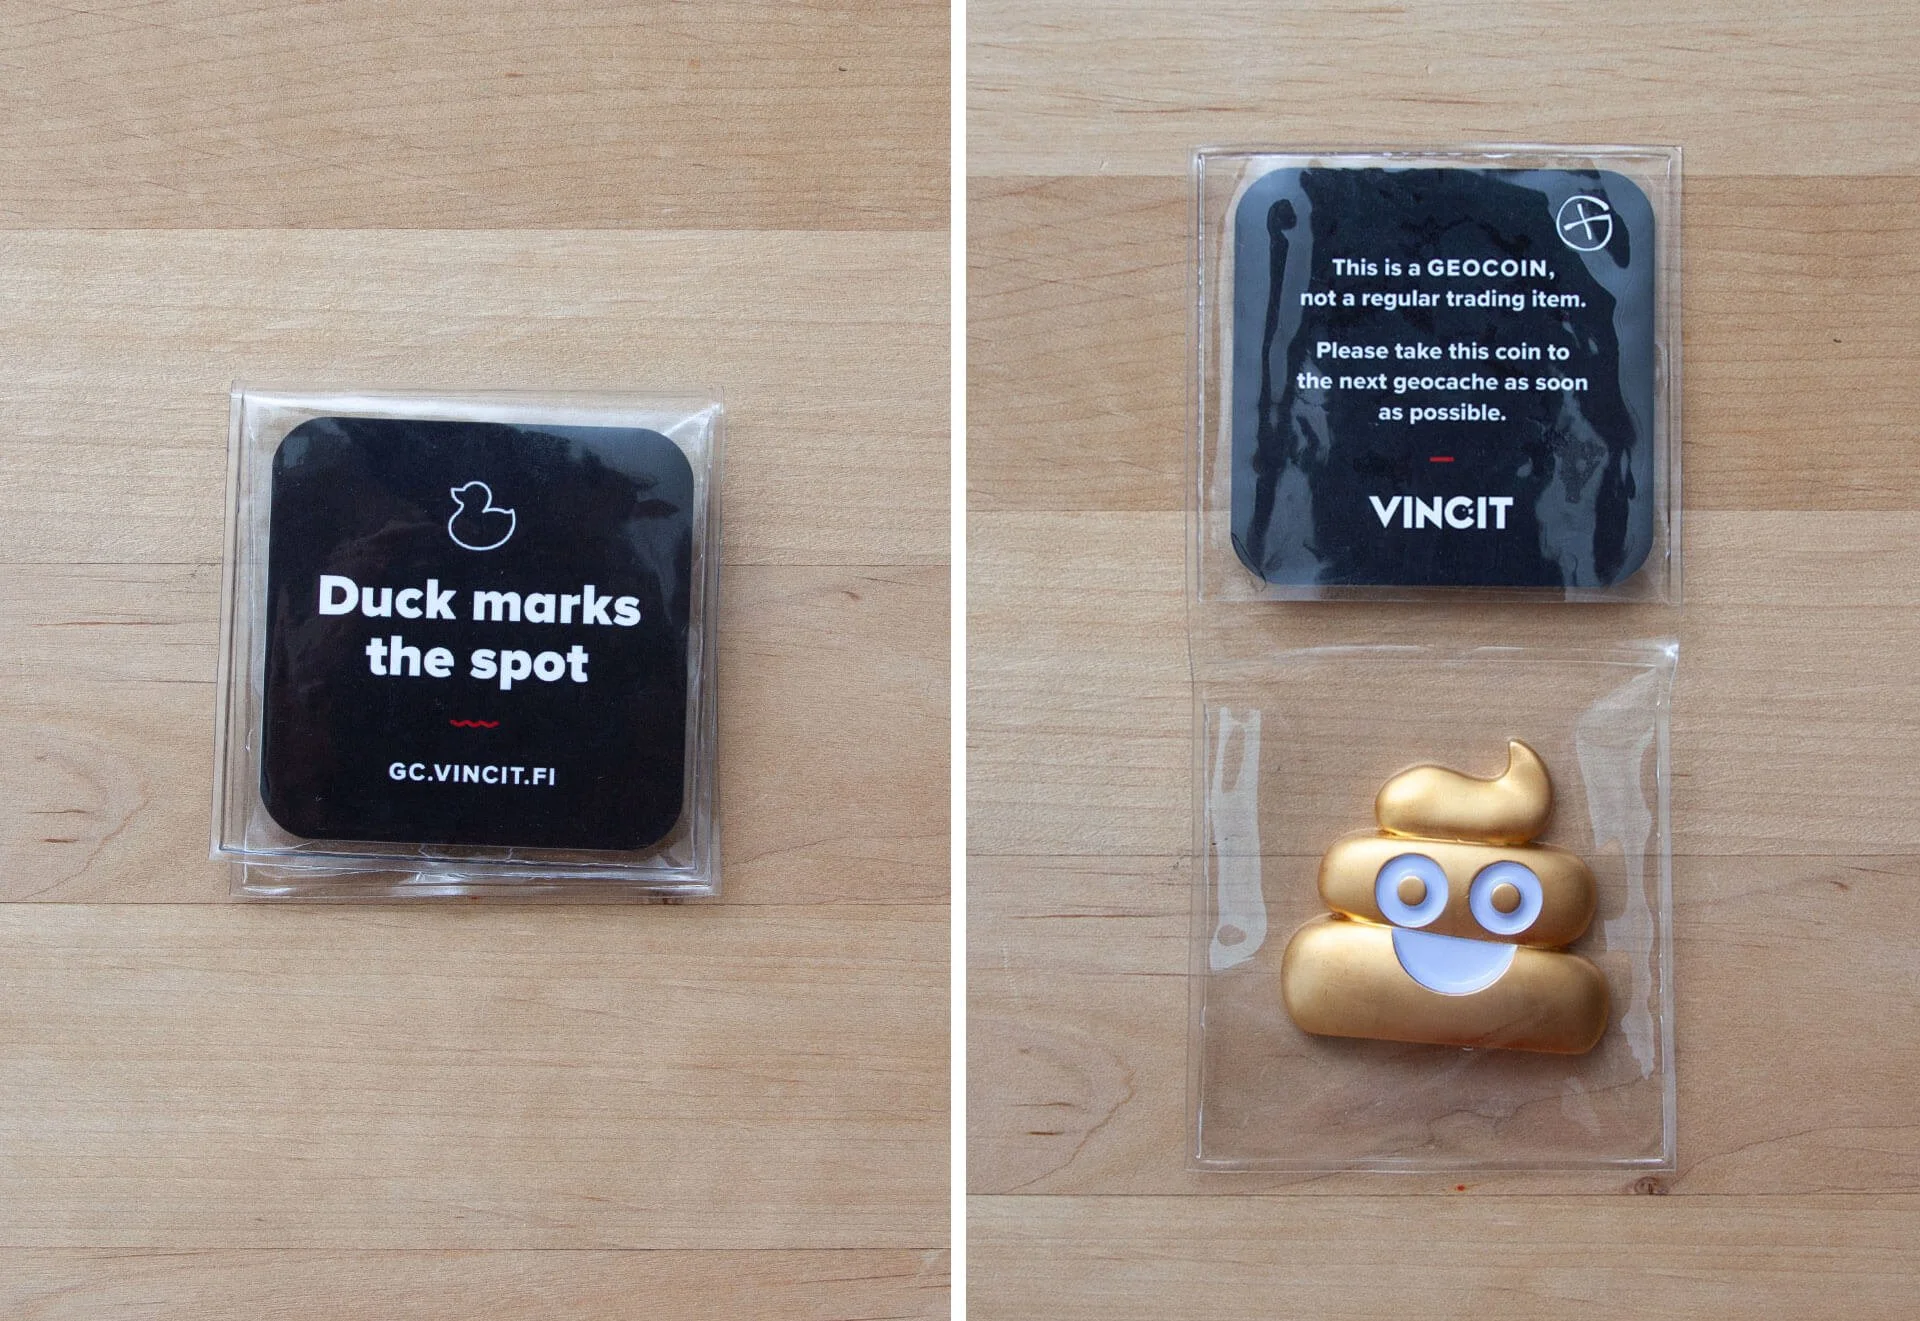 Duck marks
the spot
GC.VINCIT.FI
This is a GEOCOIN,
not a regular trading item.
Please take this coin to
the next geocache as soon
as possible.
VINCIT